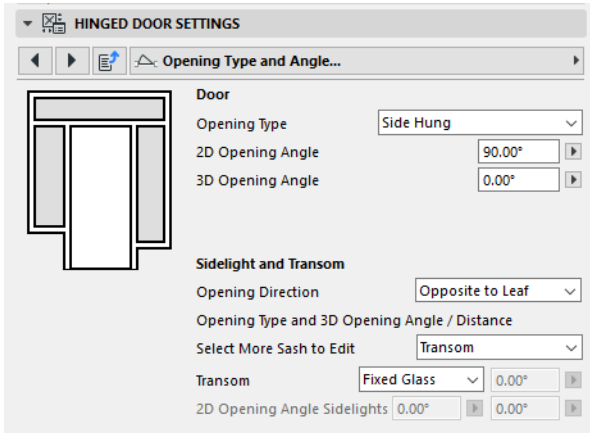 HINGED DOOR SETTINGS
Opening Type and Angle...
Door
Opening Type Side Hung
2D Opening Angle 90.00°
3D Opening Angle 0.00°
Sidelight and Transom
Opening Direction Opposite to Leaf
Opening Type and 3D Opening Angle / Distance
Select More Sash to Edit Transom
Transom Fixed Glass 0.00°
2D Opening Angle Sidelights 0.00° 0.00°